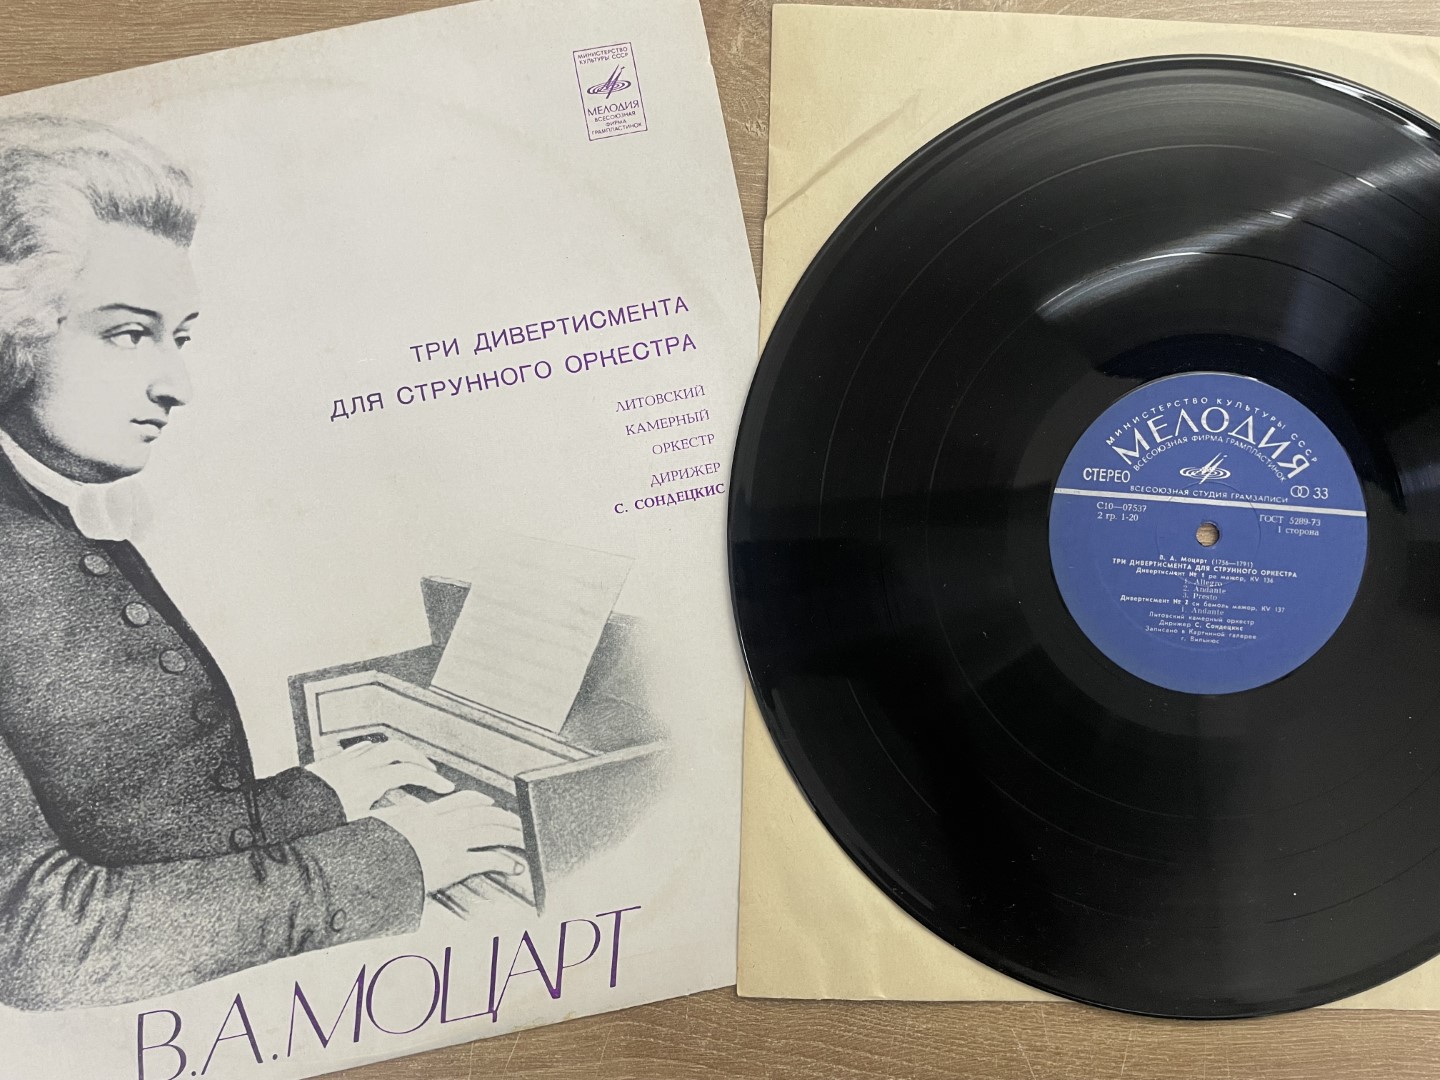 МИНИСТЕРСТВО
КУЛЬТУРЫ СССР
МЕЛОДИЯ
ВСЕСОЮЗНАЯ
ФИРМА
ГРАМПЛАСТИНОК
ТРИ ДИВЕРТИСМЕНТА
ДЛЯ СТРУННОГО ОРКЕСТРА
ЛИТОВСКИЙ
КАМЕРНЫЙ
ОРКЕСТР
ДИРИЖЕР
С. СОНДЕЦКИС
В.А.МОЦАРТ
МИНИСТЕРСТВО КУЛЬТУРЫ СССР
МЕЛОДИЯ
ВСЕСОЮЗНАЯ ФИРМА ГРАМПЛАСТИНОК
СТЕРЕО
33
ВСЕСОЮЗНАЯ СТУДИЯ ГРАМЗАПИСИ
С10—07537
2 гр. 1-20
ГОСТ 5289-73
1 сторона
В. А. Моцарт (1756—1791)
ТРИ ДИВЕРТИСМЕНТА ДЛЯ СТРУННОГО ОРКЕСТРА
Дивертисмент № 1 ре мажор, KV 136
1. Allegro
2. Andante
3. Presto
Дивертисмент № 2 си бемоль мажор, KV 137
1. Andante
Литовский камерный оркестр
Дирижер С. Сондецкис
Записано в Картинной галерее
г. Вильнюс